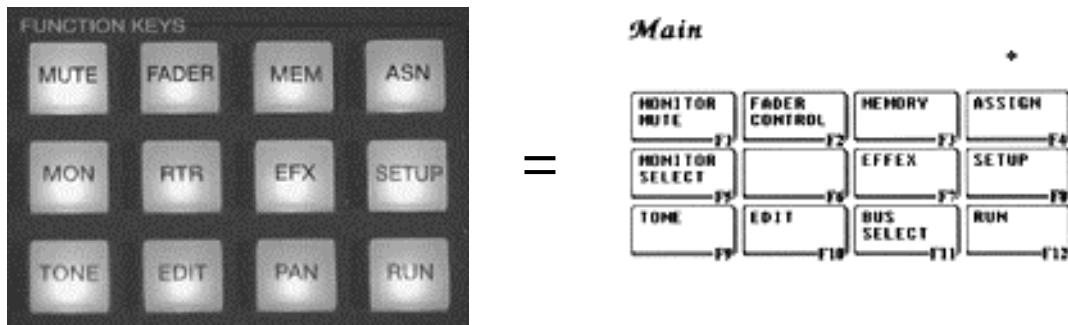 FUNCTION KEYS
MUTE FADER MEM ASN
MON RTR EFX SETUP
TONE EDIT PAN RUN
=
Main
MONITOR MUTE F1
FADER CONTROL F2
MEMORY F3
ASSIGN F4
MONITOR SELECT F5
F6
EFFEX F7
SETUP F8
TONE F9
EDIT F10
BUS SELECT F11
RUN F12